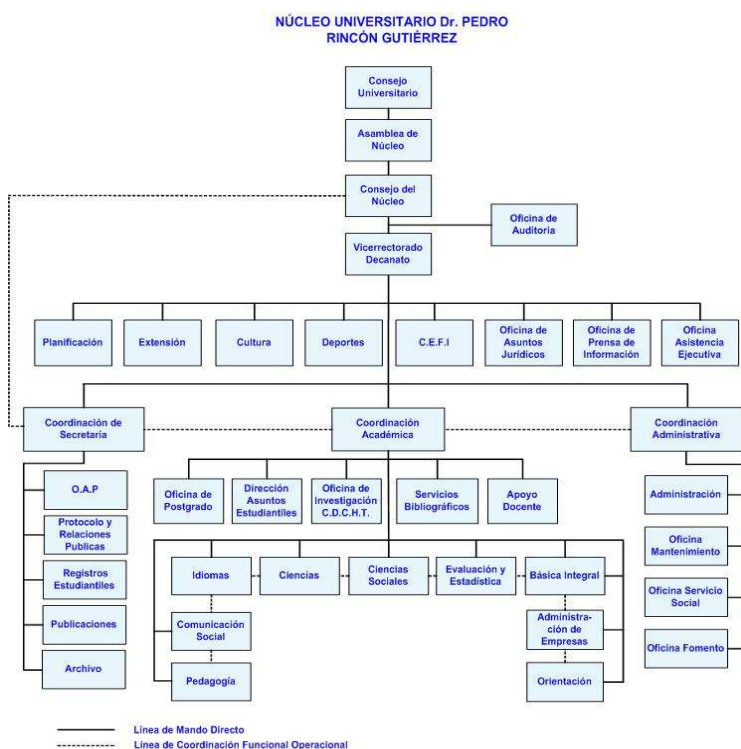 NÚCLEO UNIVERSITARIO Dr. PEDRO
RINCÓN GUTIÉRREZ
Consejo
Universitario
Asamblea de
Núcleo
Consejo del
Núcleo
Oficina de
Auditoria
Vicerrectorado
Decanato
Planificación
Extensión
Cultura
Deportes
C.E.F.I
Oficina de
Asuntos
Jurídicos
Oficina de
Prensa de
Información
Oficina
Asistencia
Ejecutiva
Coordinación de
Secretaría
Coordinación
Académica
Coordinación
Administrativa
O.A.P
Protocolo y
Relaciones
Publicas
Registros
Estudiantiles
Publicaciones
Archivo
Oficina de
Postgrado
Dirección
Asuntos
Estudiantiles
Oficina de
Investigación
C.D.C.H.T.
Servicios
Bibliográficos
Apoyo
Docente
Idiomas
Ciencias
Ciencias
Sociales
Evaluación y
Estadística
Básica Integral
Comunicación
Social
Pedagogía
Administra-
ción de
Empresas
Orientación
Administración
Oficina
Mantenimiento
Oficina Servicio
Social
Oficina Fomento
Línea de Mando Directo
Línea de Coordinación Funcional Operacional